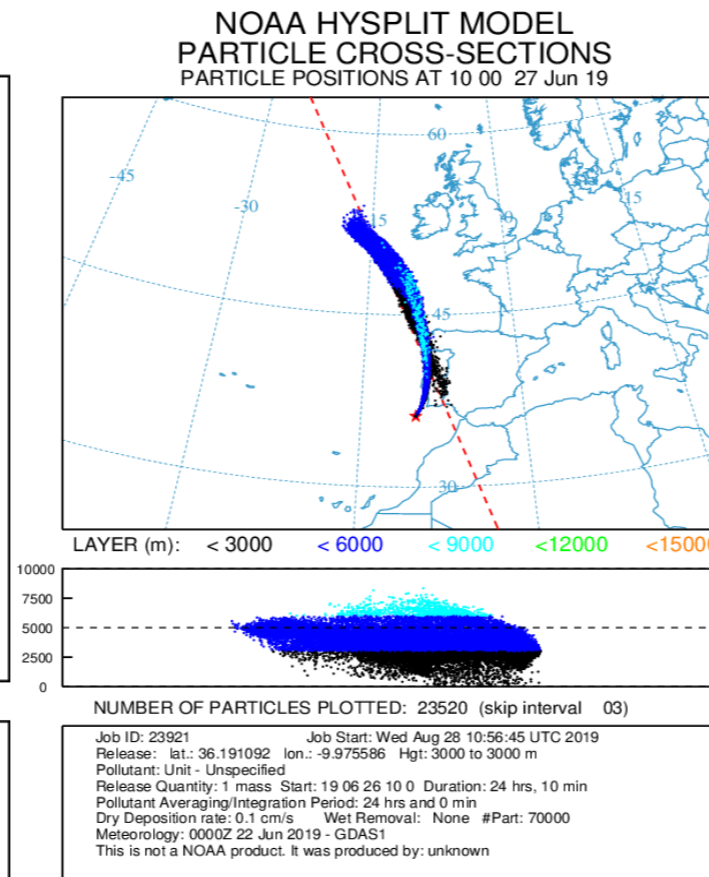 NOAA HYSPLIT MODEL
PARTICLE CROSS-SECTIONS
PARTICLE POSITIONS AT 10 00 27 Jun 19
60
-45
-30
15
0
15
45
30
LAYER (m): < 3000 < 6000 < 9000 <12000 <15000
10000
7500
5000
2500
0
NUMBER OF PARTICLES PLOTTED: 23520 (skip interval 03)
Job ID: 23921 Job Start: Wed Aug 28 10:56:45 UTC 2019
Release: lat.: 36.191092 lon.: -9.975586 Hgt: 3000 to 3000 m
Pollutant: Unit - Unspecified
Release Quantity: 1 mass Start: 19 06 26 10 0 Duration: 24 hrs, 10 min
Pollutant Averaging/Integration Period: 24 hrs and 0 min
Dry Deposition rate: 0.1 cm/s Wet Removal: None #Part: 70000
Meteorology: 0000Z 22 Jun 2019 - GDAS1
This is not a NOAA product. It was produced by: unknown